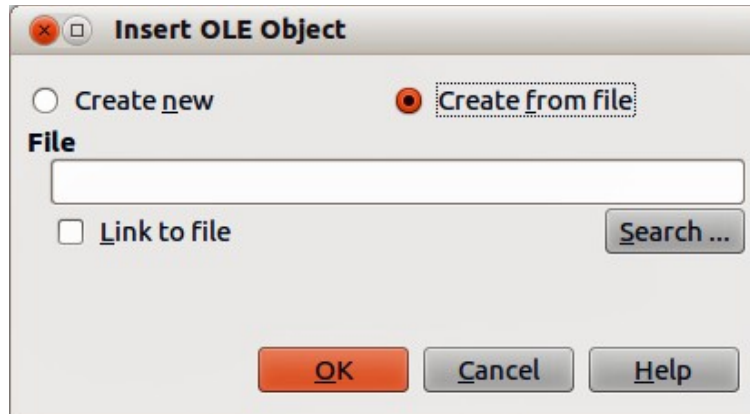 Insert OLE Object
Create new Create from file
File
Link to file Search ...
OK Cancel Help